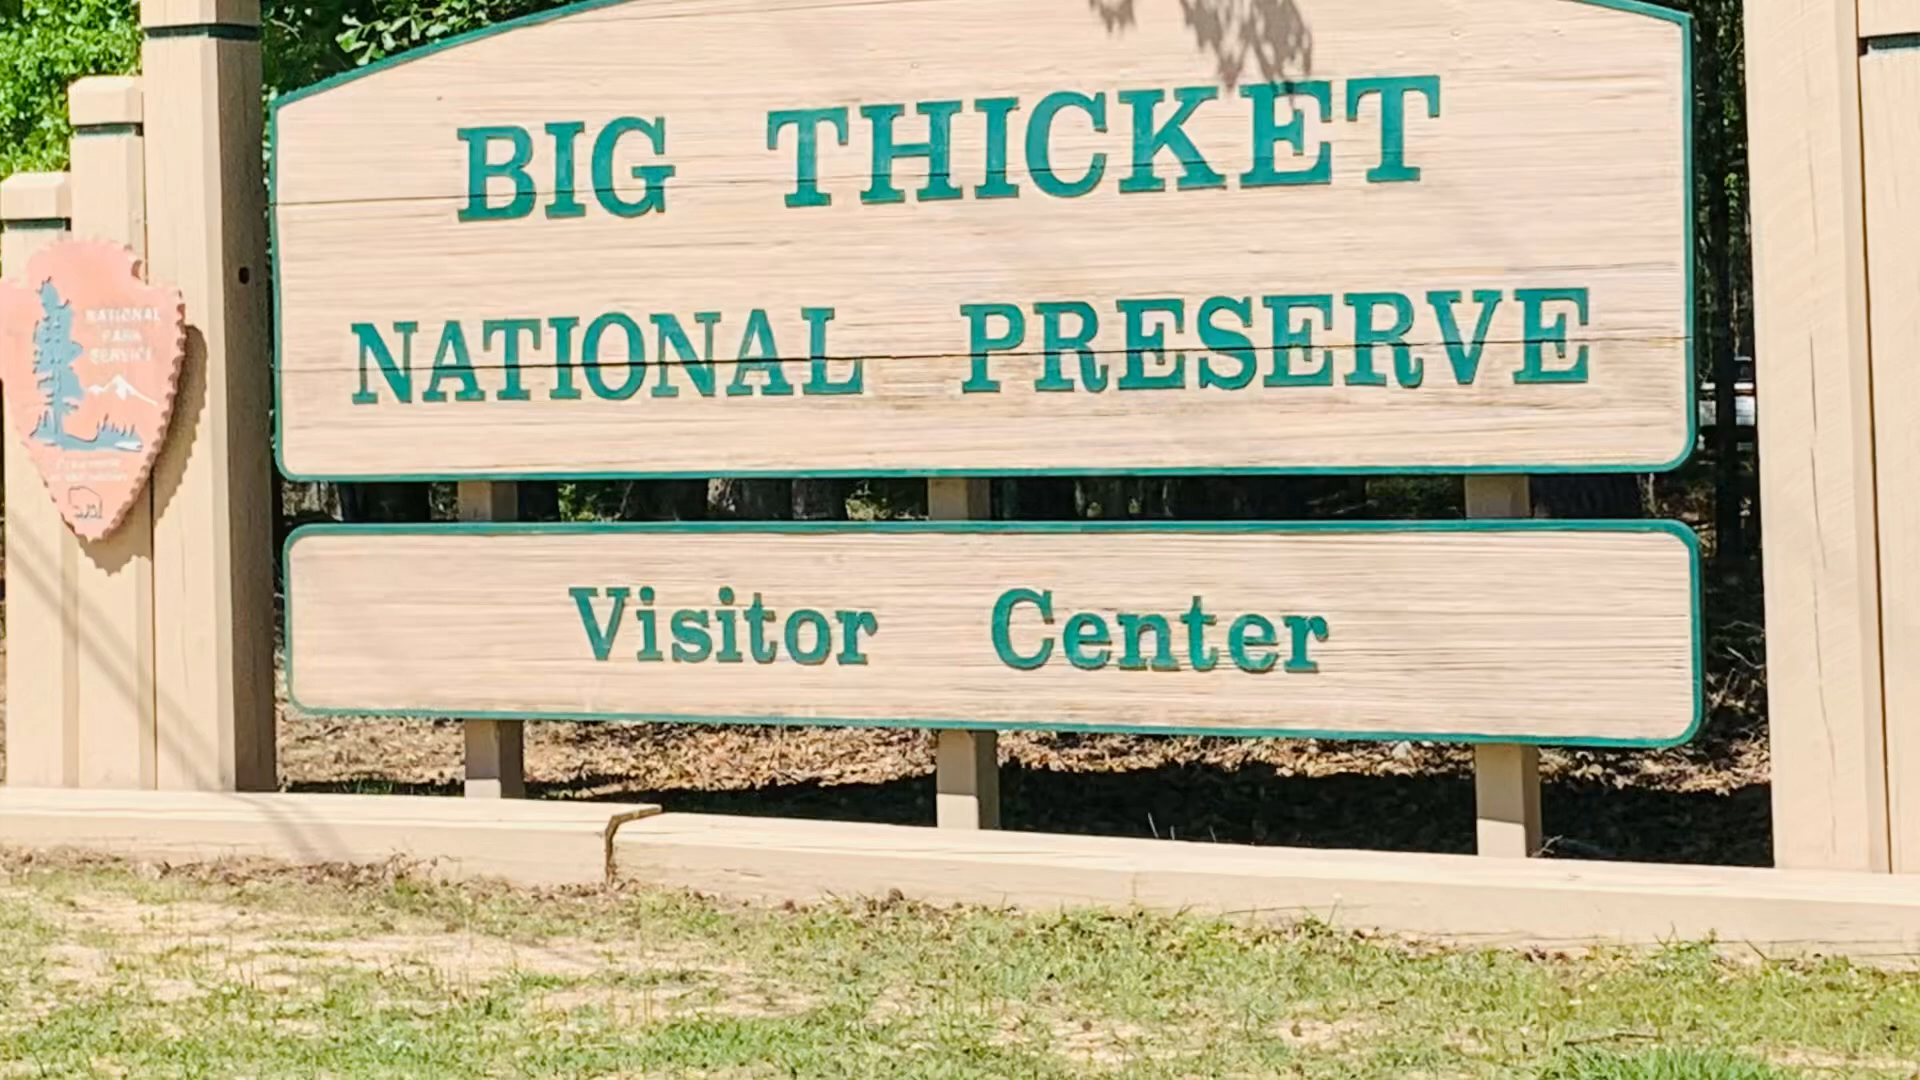 BIG THICKET
NATIONAL PRESERVE
Visitor Center
NATIONAL
PARK
SERVICE